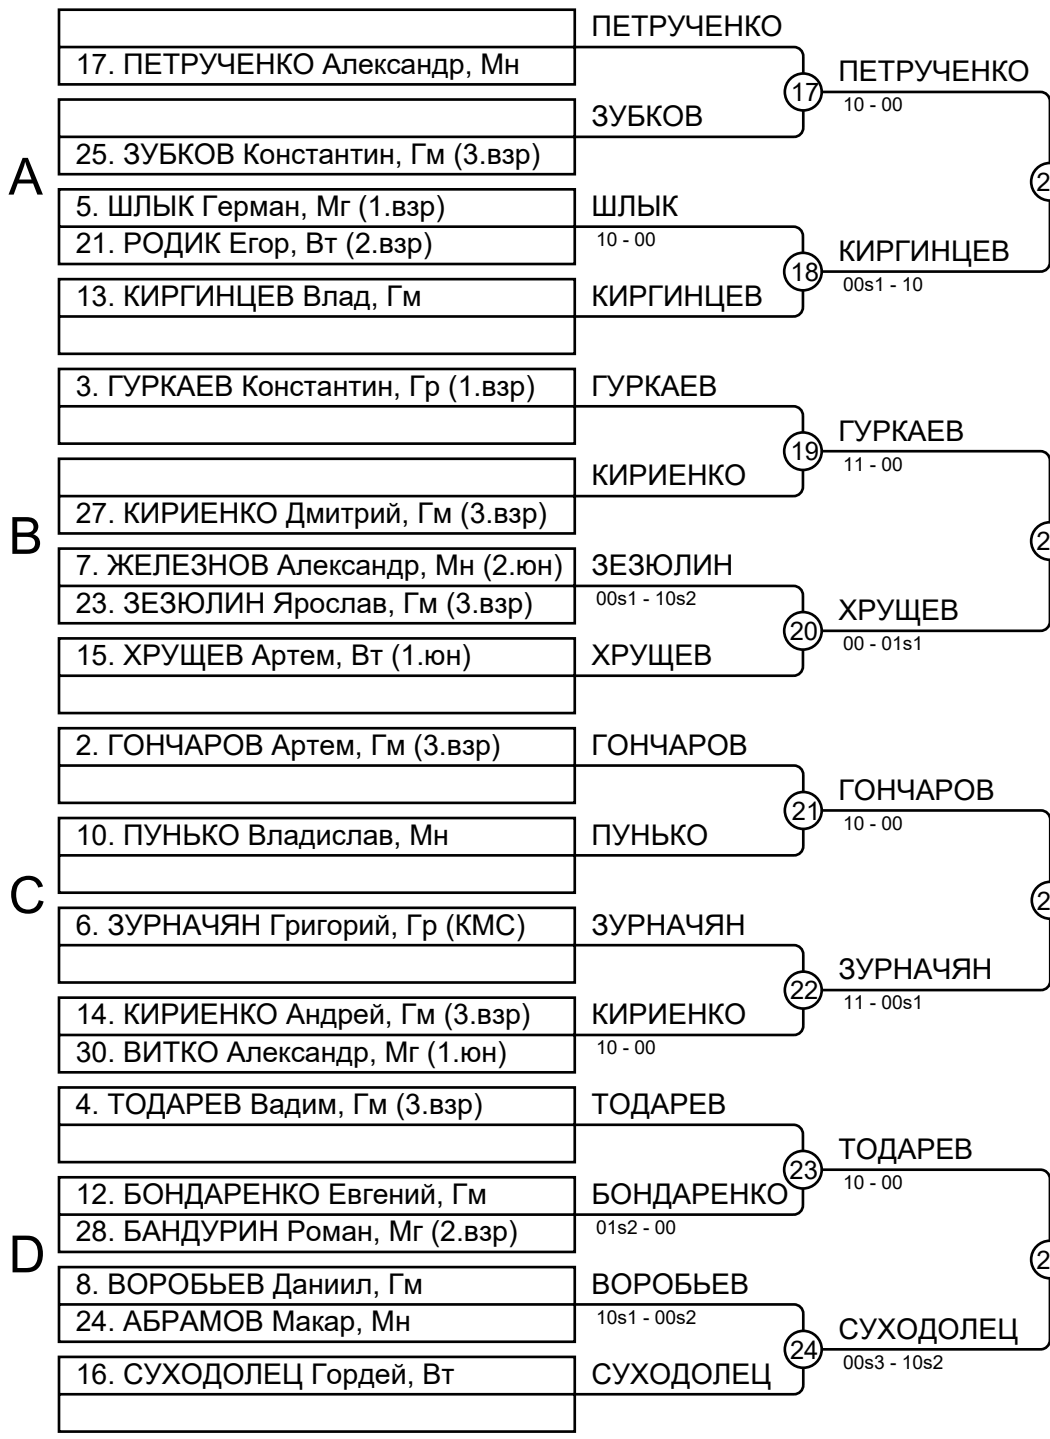 ПЕТРУЧЕНКО
17. ПЕТРУЧЕНКО Александр, Мн
17
ПЕТРУЧЕНКО
10 - 00
ЗУБКОВ
25. ЗУБКОВ Константин, Гм (3.взр)
A
2
5. ШЛЫК Герман, Мг (1.взр)
ШЛЫК
21. РОДИК Егор, Вт (2.взр)
10 - 00
18
КИРГИНЦЕВ
00s1 - 10
13. КИРГИНЦЕВ Влад, Гм
КИРГИНЦЕВ
3. ГУРКАЕВ Константин, Гр (1.взр)
ГУРКАЕВ
19
ГУРКАЕВ
11 - 00
КИРИЕНКО
27. КИРИЕНКО Дмитрий, Гм (3.взр)
B
2
7. ЖЕЛЕЗНОВ Александр, Мн (2.юн)
ЗЕЗЮЛИН
23. ЗЕЗЮЛИН Ярослав, Гм (3.взр)
00s1 - 10s2
20
ХРУЩЕВ
00 - 01s1
15. ХРУЩЕВ Артем, Вт (1.юн)
ХРУЩЕВ
2. ГОНЧАРОВ Артем, Гм (3.взр)
ГОНЧАРОВ
21
ГОНЧАРОВ
10 - 00
10. ПУНЬКО Владислав, Мн
ПУНЬКО
C
2
6. ЗУРНАЧЯН Григорий, Гр (КМС)
ЗУРНАЧЯН
22
ЗУРНАЧЯН
11 - 00s1
14. КИРИЕНКО Андрей, Гм (3.взр)
КИРИЕНКО
30. ВИТКО Александр, Мг (1.юн)
10 - 00
4. ТОДАРЕВ Вадим, Гм (3.взр)
ТОДАРЕВ
23
ТОДАРЕВ
10 - 00
12. БОНДАРЕНКО Евгений, Гм
БОНДАРЕНКО
28. БАНДУРИН Роман, Мг (2.взр)
01s2 - 00
D
2
8. ВОРОБЬЕВ Даниил, Гм
ВОРОБЬЕВ
24. АБРАМОВ Макар, Мн
10s1 - 00s2
24
СУХОДОЛЕЦ
00s3 - 10s2
16. СУХОДОЛЕЦ Гордей, Вт
СУХОДОЛЕЦ